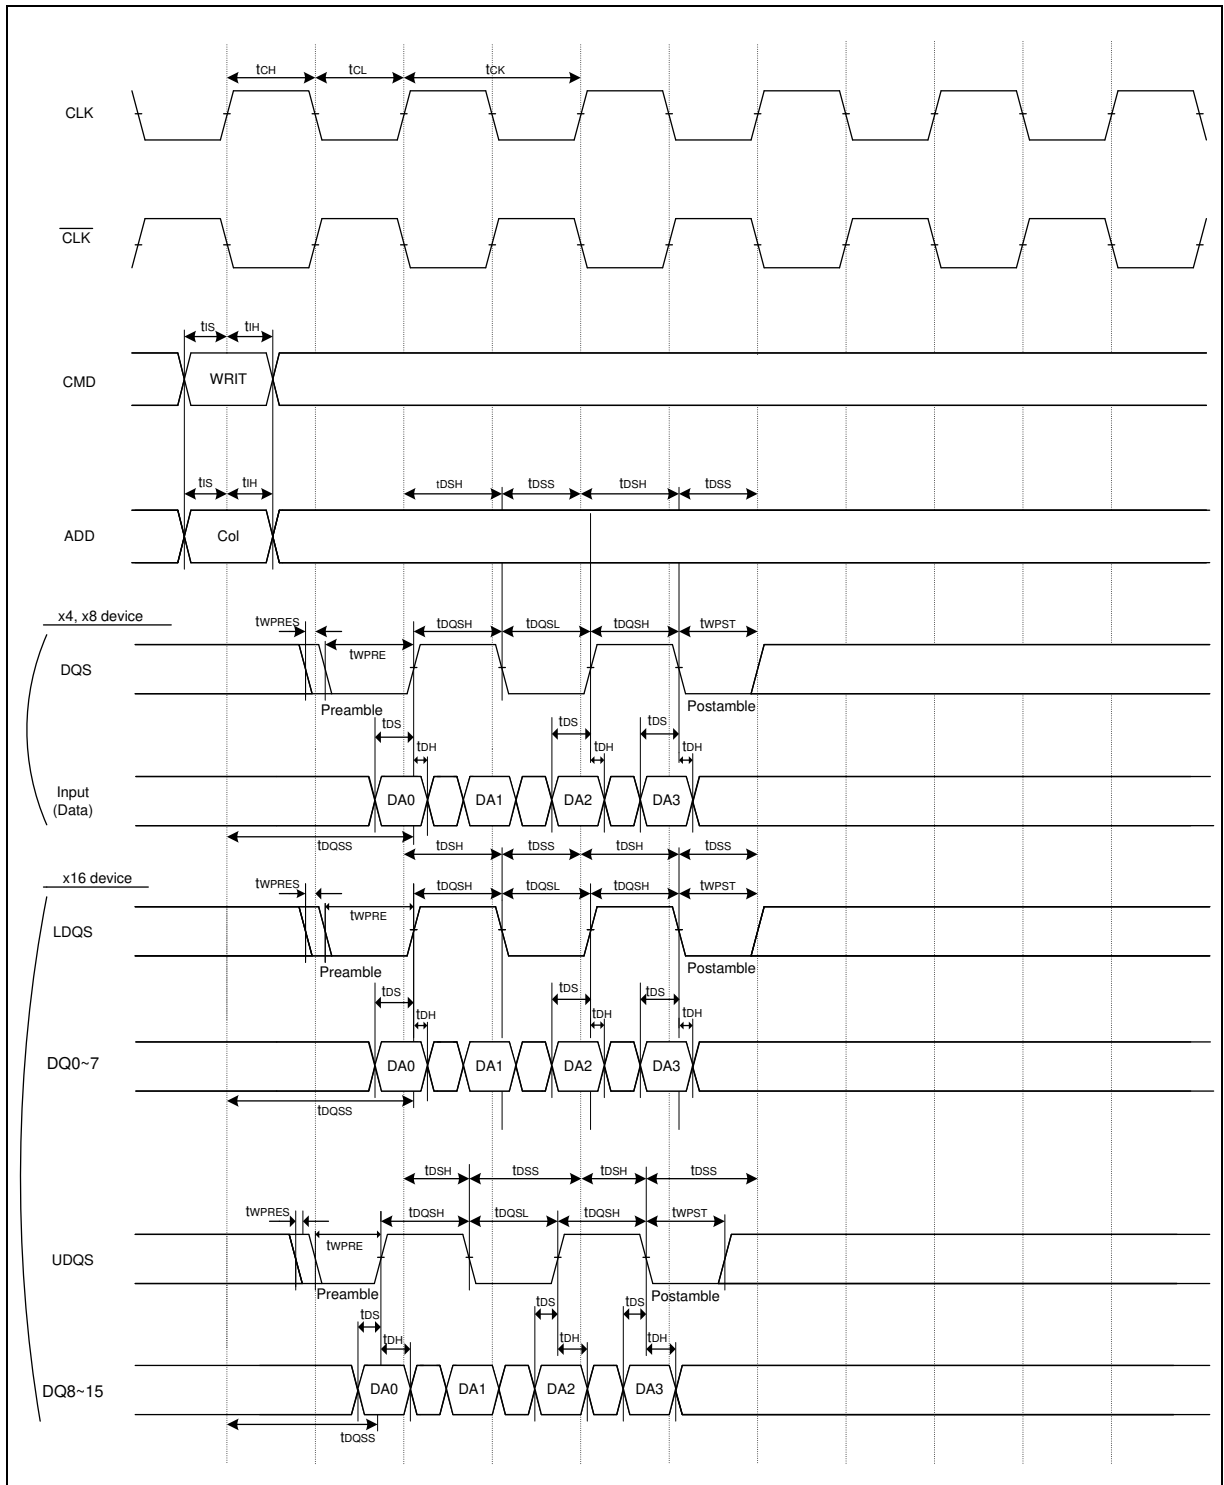 tCH tCL tCK
CLK
CLK
tIS tIH
CMD WRIT
tIS tIH tDSH tDSS tDSH tDSS
ADD Col
x4, x8 device
tWPRES tDQSH tDQSL tDQSH tWPST
tWPRE
DQS
Preamble Postamble
tDS tDS tDS
tDH tDH tDH
Input
(Data)
DA0 DA1 DA2 DA3
tDQSS
tDSH tDSS tDSH tDSS
x16 device
tWPRES tDQSH tDQSL tDQSH tWPST
tWPRE
LDQS
Preamble Postamble
tDS tDS tDS
tDH tDH tDH
DQ0~7 DA0 DA1 DA2 DA3
tDQSS
tDSH tDSS tDSH tDSS
tWPRES tDQSH tDQSL tDQSH tWPST
tWPRE
UDQS
Preamble Postamble
tDS tDS tDS
tDH tDH tDH
DQ8~15 DA0 DA1 DA2 DA3
tDQSS